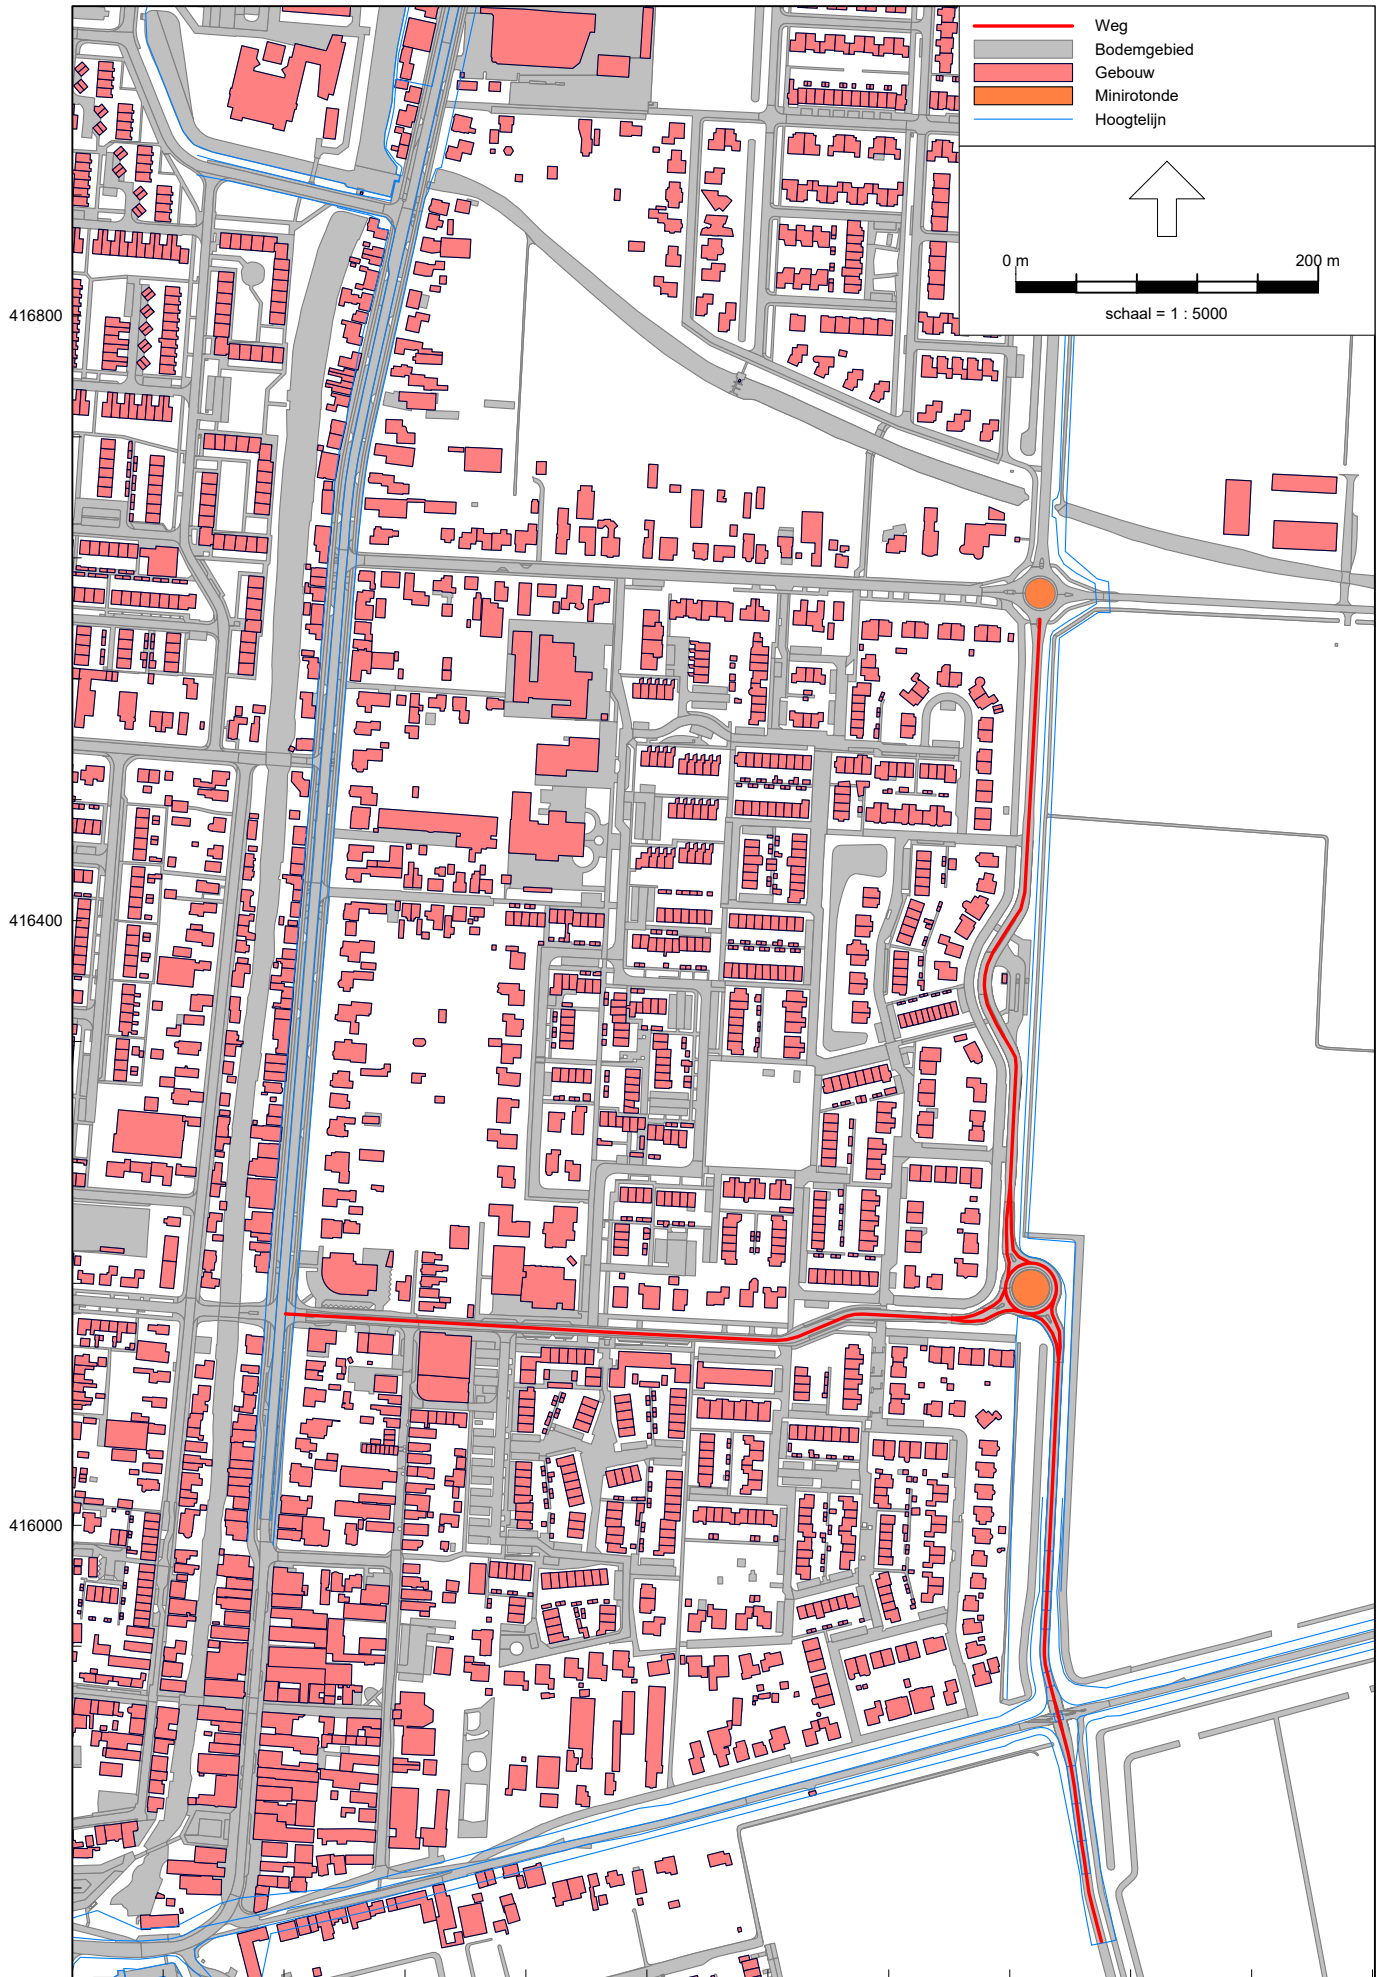 Weg
Bodemgebied
Gebouw
Minirotonde
Hoogtelijn
0 m 200 m
schaal = 1 : 5000
416800
416400
416000